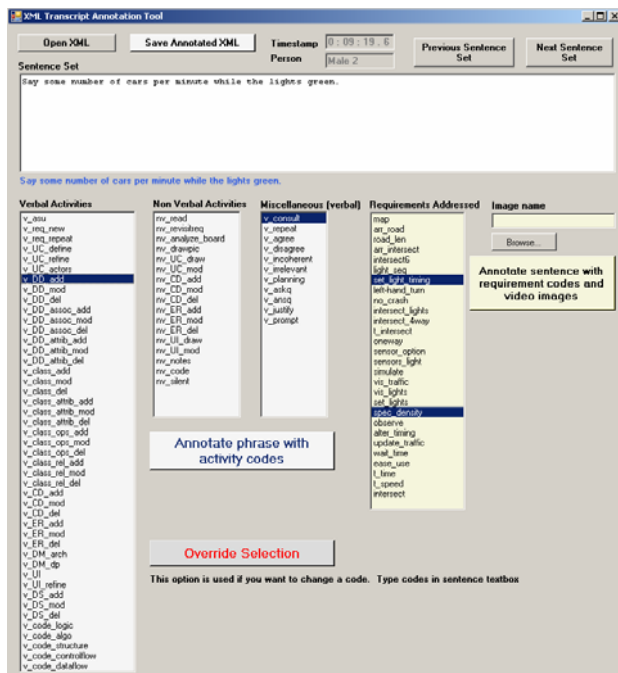 XML Transcript Annotation Tool
Open XML
Save Annotated XML
Timestamp
0 : 09 : 19 . 6
Person
Male 2
Previous Sentence
Set
Next Sentence
Set
Sentence Set
Say some number of cars per minute while the lights green.
Say some number of cars per minute while the lights green.
Verbal Activities
v_asu
v_req_new
v_req_repeat
v_UC_define
v_UC_refine
v_UC_actors
v_DD_add
v_DD_mod
v_DD_del
v_DD_assoc_add
v_DD_assoc_mod
v_DD_assoc_del
v_DD_attrib_add
v_DD_attrib_mod
v_DD_attrib_del
v_class_add
v_class_mod
v_class_del
v_class_attrib_add
v_class_attrib_mod
v_class_attrib_del
v_class_ops_add
v_class_ops_mod
v_class_ops_del
v_class_rel_add
v_class_rel_mod
v_class_rel_del
v_CD_add
v_CD_mod
v_CD_del
v_ER_add
v_ER_mod
v_ER_del
v_DM_arch
v_DM_dp
v_UI
v_UI_refine
v_DS_add
v_DS_mod
v_DS_del
v_code_logic
v_code_algo
v_code_structure
v_code_controlflow
v_code_dataflow
Non Verbal Activities
nv_read
nv_revisitreq
nv_analyze_board
nv_drawpic
nv_UC_draw
nv_UC_mod
nv_CD_add
nv_CD_mod
nv_CD_del
nv_ER_add
nv_ER_mod
nv_ER_del
nv_UI_draw
nv_UI_mod
nv_notes
nv_code
nv_silent
Miscellaneous (verbal)
v_consult
v_repeat
v_agree
v_disagree
v_incoherent
v_irrelevant
v_planning
v_askq
v_ansq
v_justify
v_prompt
Requirements Addressed
map
arr_road
road_len
arr_intersect
intersect6
light_seq
set_light_timing
left-hand_turn
no_crash
intersect_lights
intersect_4way
t_intersect
oneway
sensor_option
sensors_light
simulate
vis_traffic
vis_lights
set_lights
spec_density
observe
alter_timing
update_traffic
wait_time
ease_use
t_time
t_speed
intersect
Image name
Browse...
Annotate sentence with
requirement codes and
video images
Annotate phrase with
activity codes
Override Selection
This option is used if you want to change a code. Type codes in sentence textbox